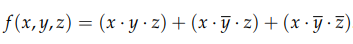 f(x, y, z) = (x · y · z) + (x · y̅ · z) + (x · y̅ · z̅)